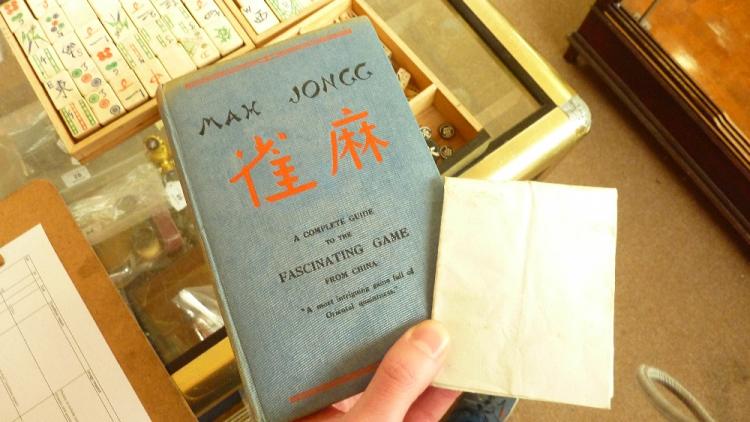 MAH JONGG
雀麻
A COMPLETE GUIDE
TO THE
FASCINATING GAME
FROM CHINA.
"A most intriguing game full of
Oriental quaintness."